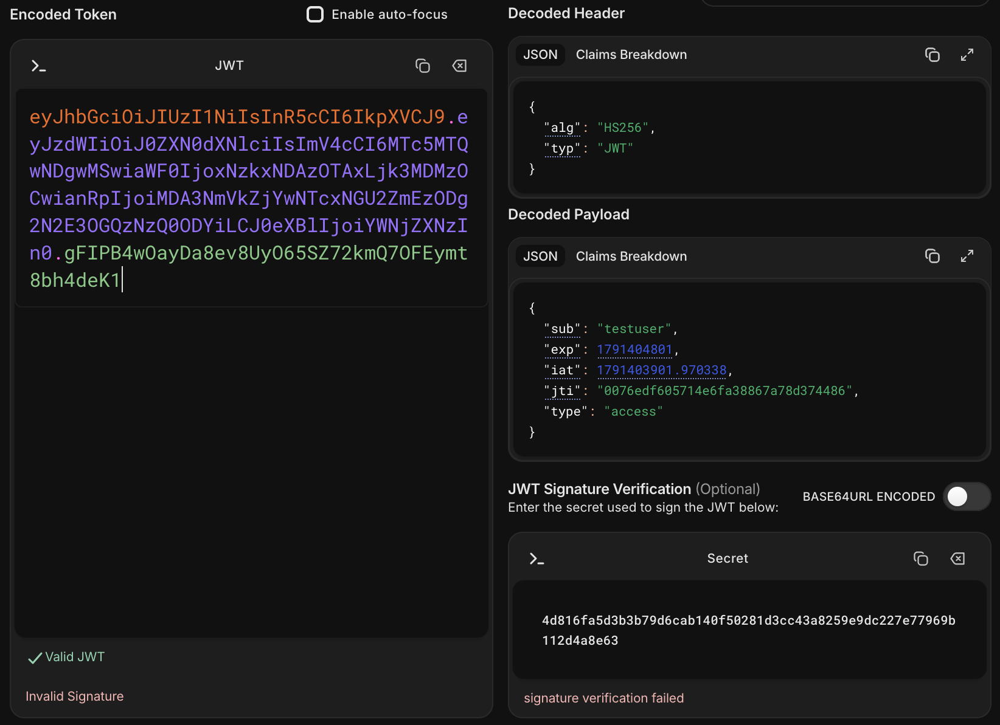 Encoded Token
Enable auto-focus
JWT
eyJhbGciOiJIUzI1NiIsInR5cCI6IkpXVCJ9.e
yJzdWIiOiJ0ZXN0dXNlciIsImV4cCI6MTc5MTQ
wNDgwMSwiaWF0IjoxNzkxNDAzOTAxLjk3MDMzO
CwianRpIjoiMDA3NmVkZjYwNTcxNGU2ZmEzODg
2N2E3OGQzNzQ0ODYiLCJ0eXBlIjoiYWNjZXNzI
n0.gFIPB4wOayDa8ev8UyO65SZ72kmQ7OFEymt
8bh4deK1
Valid JWT
Invalid Signature
Decoded Header
JSON Claims Breakdown
{
"alg": "HS256",
"typ": "JWT"
}
Decoded Payload
JSON Claims Breakdown
{
"sub": "testuser",
"exp": 1791404801,
"iat": 1791403901.970338,
"jti": "0076edf605714e6fa38867a78d374486",
"type": "access"
}
JWT Signature Verification (Optional)
Enter the secret used to sign the JWT below:
BASE64URL ENCODED
Secret
4d816fa5d3b3b79d6cab140f50281d3cc43a8259e9dc227e77969b
112d4a8e63
signature verification failed